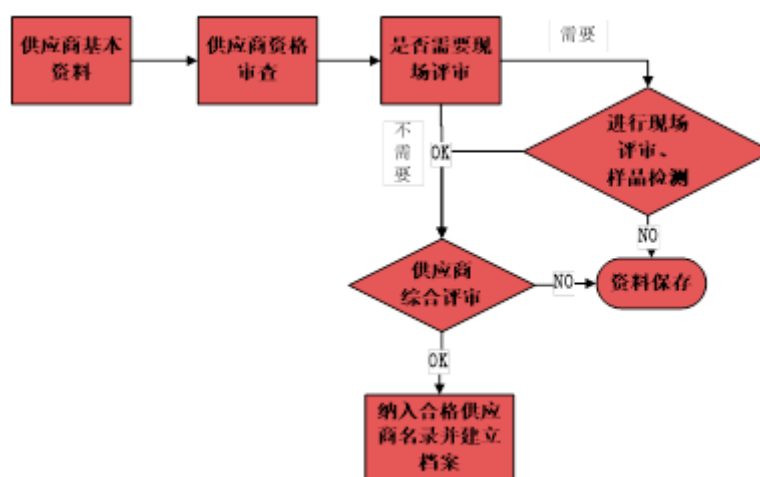 供应商基本
资料
供应商资格
审查
是否需要现
场评审
需要
进行现场
评审、
样品检测
不
需
要
OK
NO
供应商
综合评审
NO
资料保存
OK
纳入合格供应
商名录并建立
档案